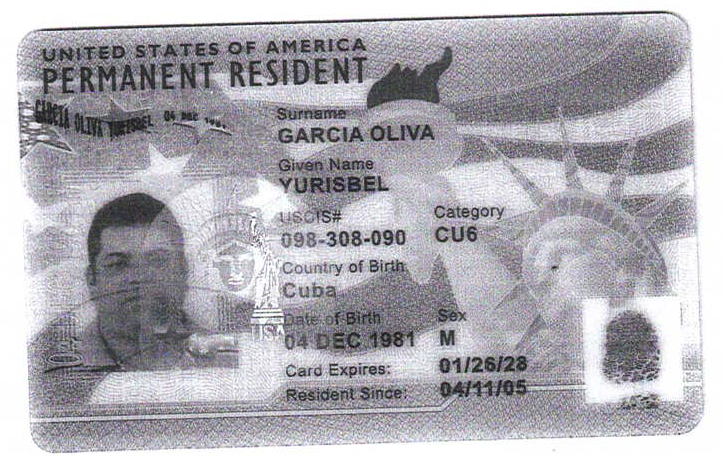 UNITED STATES OF AMERICA
PERMANENT RESIDENT
GARCIA OLIVA YURISBEL 04 DEC 1981
Surname
GARCIA OLIVA
Given Name
YURISBEL
USCIS# Category
098-308-090 CU6
Country of Birth
Cuba
Date of Birth Sex
04 DEC 1981 M
Card Expires: 01/26/28
Resident Since: 04/11/05
USA